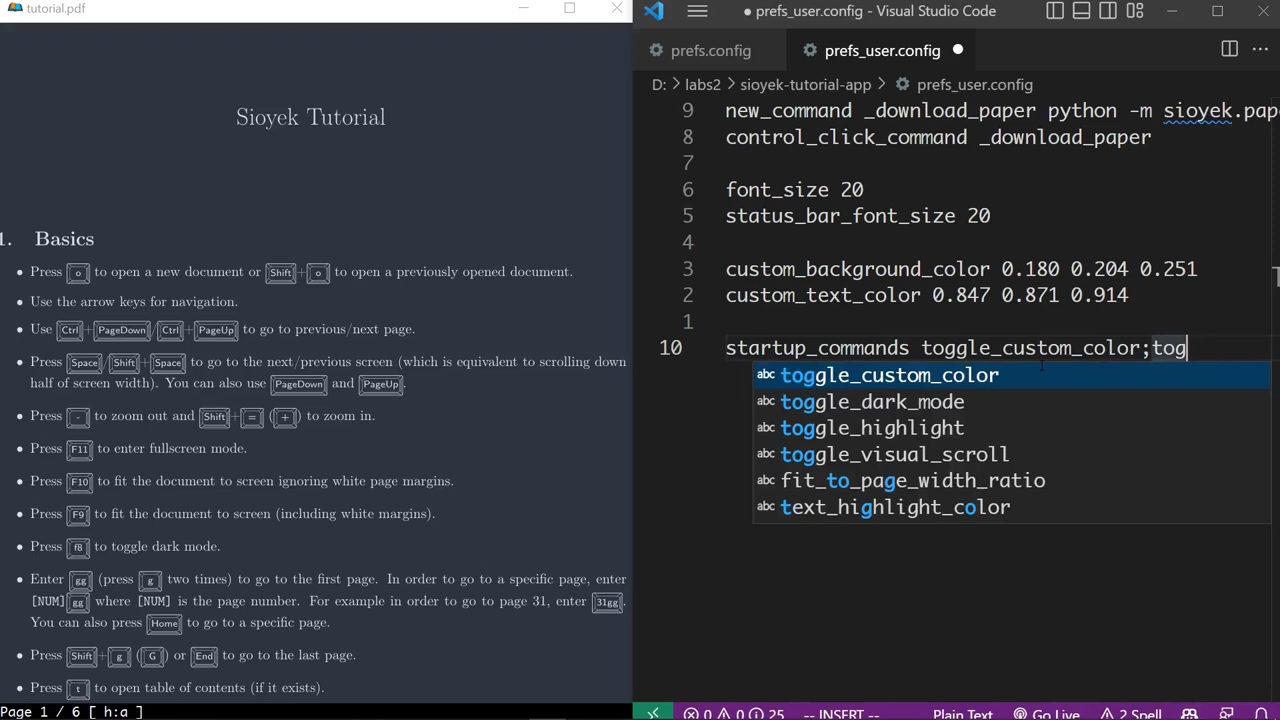 tutorial.pdf
Sioyek Tutorial
1. Basics
• Press o to open a new document or Shift+o to open a previously opened document.
• Use the arrow keys for navigation.
• Use Ctrl+PageDown/Ctrl+PageUp to go to previous/next page.
• Press Space/Shift+Space to go to the next/previous screen (which is equivalent to scrolling down
half of screen width). You can also use PageDown and PageUp.
• Press - to zoom out and Shift+= (+) to zoom in.
• Press F11 to enter fullscreen mode.
• Press F10 to fit the document to screen ignoring white page margins.
• Press F9 to fit the document to screen (including white margins).
• Press f8 to toggle dark mode.
• Enter gg (press g two times) to go to the first page. In order to go to a specific page, enter
[NUM]gg where [NUM] is the page number. For example in order to go to page 31, enter 31gg.
You can also press Home to go to a specific page.
• Press Shift+g (G) or End to go to the last page.
• Press t to open table of contents (if it exists).
Page 1 / 6 [ h:a ]
● prefs_user.config - Visual Studio Code
prefs.config
prefs_user.config ●
D: > labs2 > sioyek-tutorial-app > prefs_user.config
9 new_command _download_paper python -m sioyek.pap
8 control_click_command _download_paper
7
6 font_size 20
5 status_bar_font_size 20
4
3 custom_background_color 0.180 0.204 0.251
2 custom_text_color 0.847 0.871 0.914
1
10 startup_commands toggle_custom_color;tog
abc toggle_custom_color
abc toggle_dark_mode
abc toggle_highlight
abc toggle_visual_scroll
abc fit_to_page_width_ratio
abc text_highlight_color
0 0 25 -- INSERT -- Plain Text Go Live 2 Spell